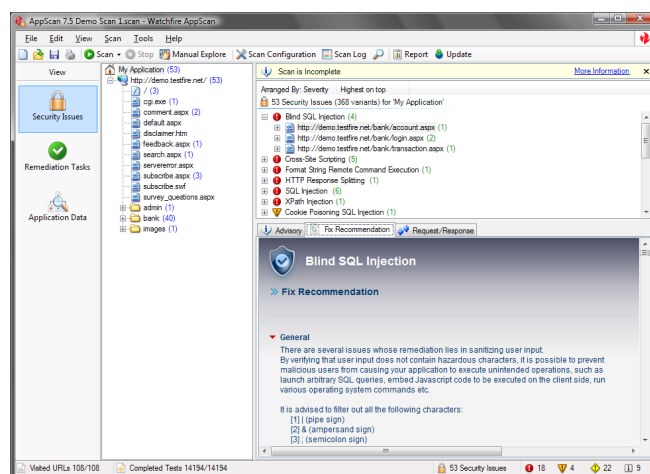 AppScan 7.5 Demo Scan 1.scan - Watchfire AppScan
File Edit View Scan Tools Help
Scan Stop Manual Explore Scan Configuration Scan Log Report Update
View
Security Issues
Remediation Tasks
Application Data
My Application (53)
http://demo.testfire.net/ (53)
/ (3)
cgi.exe (1)
comment.aspx (2)
default.aspx
disclaimer.htm
feedback.aspx (1)
search.aspx (1)
servererror.aspx
subscribe.aspx (3)
subscribe.swf
survey_questions.aspx
admin (1)
bank (40)
images (1)
Scan is Incomplete More Information
Arranged By: Severity Highest on top
53 Security Issues (368 variants) for 'My Application'
Blind SQL Injection (4)
http://demo.testfire.net/bank/account.aspx (1)
http://demo.testfire.net/bank/login.aspx (2)
http://demo.testfire.net/bank/transaction.aspx (1)
Cross-Site Scripting (5)
Format String Remote Command Execution (1)
HTTP Response Splitting (1)
SQL Injection (6)
XPath Injection (1)
Cookie Poisoning SQL Injection (1)
Advisory Fix Recommendation Request/Response
Blind SQL Injection
Fix Recommendation
General
There are several issues whose remediation lies in sanitizing user input.
By verifying that user input does not contain hazardous characters, it is possible to prevent
malicious users from causing your application to execute unintended operations, such as
launch arbitrary SQL queries, embed Javascript code to be executed on the client side, run
various operating system commands etc.
It is advised to filter out all the following characters:
[1] | (pipe sign)
[2] & (ampersand sign)
[3] ; (semicolon sign)
Visited URLs 108/108 Completed Tests 14194/14194 53 Security Issues 18 4 22 9